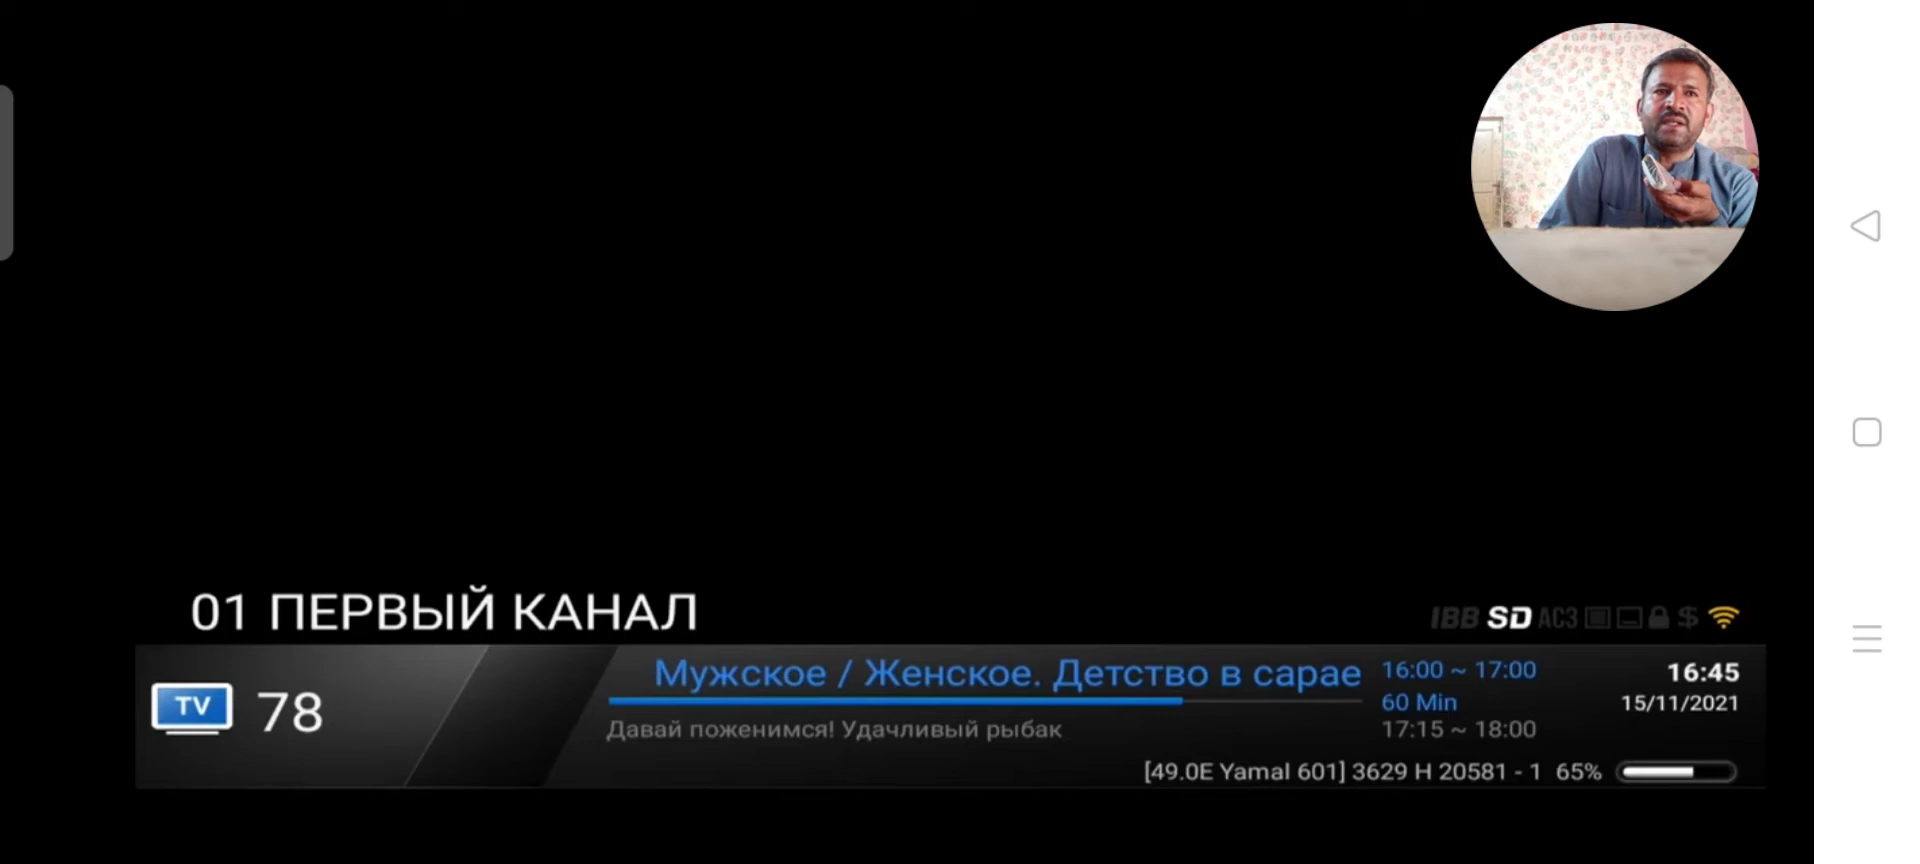 01 ПЕРВЫЙ КАНАЛ
IBB SD AC3 $
TV 78
Мужское / Женское. Детство в сарае 16:00 ~ 17:00 16:45
60 Min 15/11/2021
Давай поженимся! Удачливый рыбак 17:15 ~ 18:00
[49.0E Yamal 601] 3629 H 20581 - 1 65%